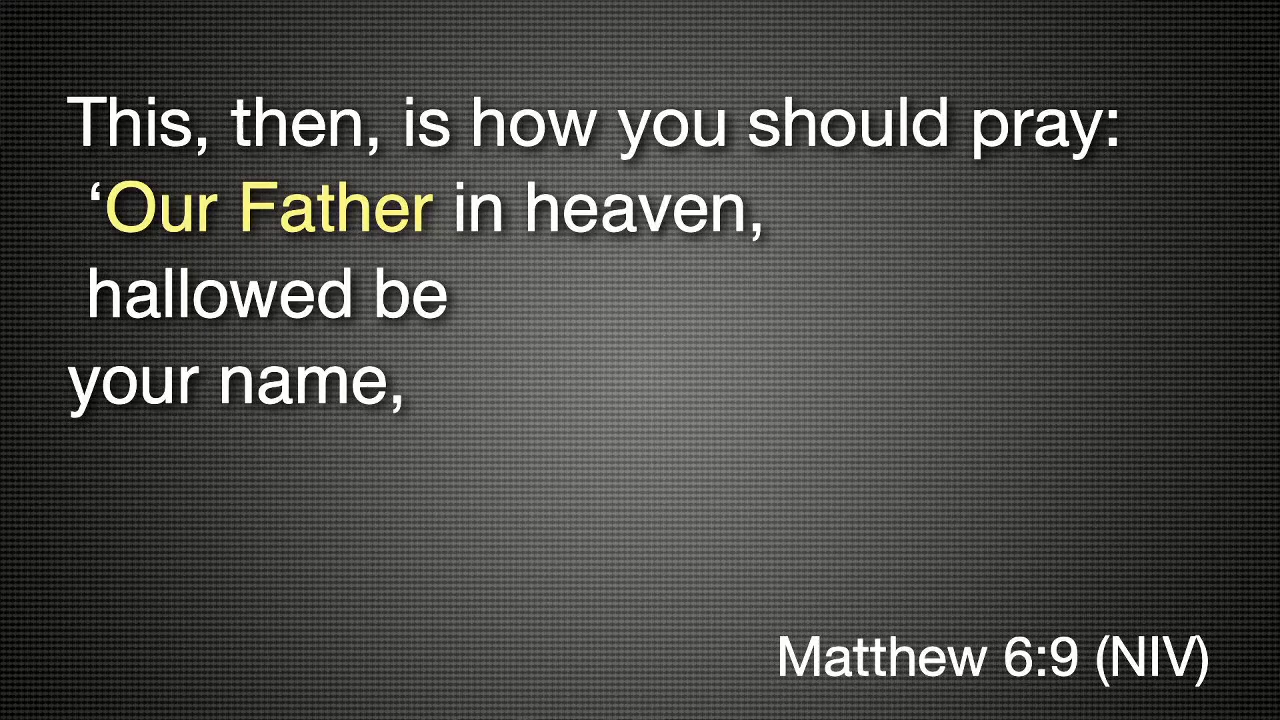 This, then, is how you should pray:
‘Our Father in heaven,
hallowed be
your name,
Matthew 6:9 (NIV)